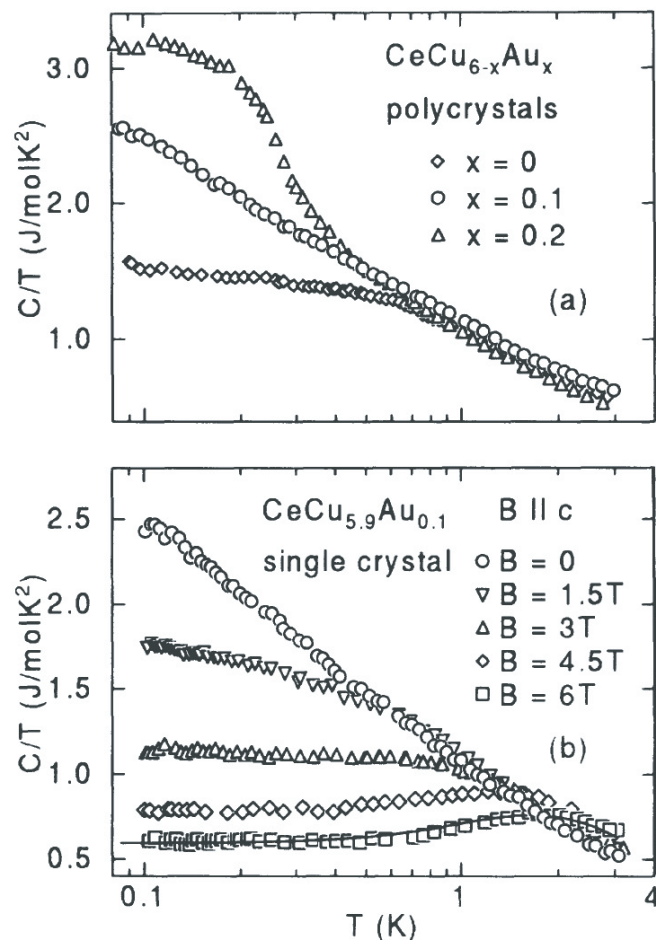 CeCu6-xAux
polycrystals
x = 0
x = 0.1
x = 0.2
(a)
3.0
2.0
1.0
C/T (J/molK²)
CeCu5.9Au0.1 B || c
single crystal B = 0
B = 1.5T
B = 3T
B = 4.5T
B = 6T
(b)
2.5
2.0
1.5
1.0
0.5
C/T (J/molK²)
0.1 1 4
T (K)